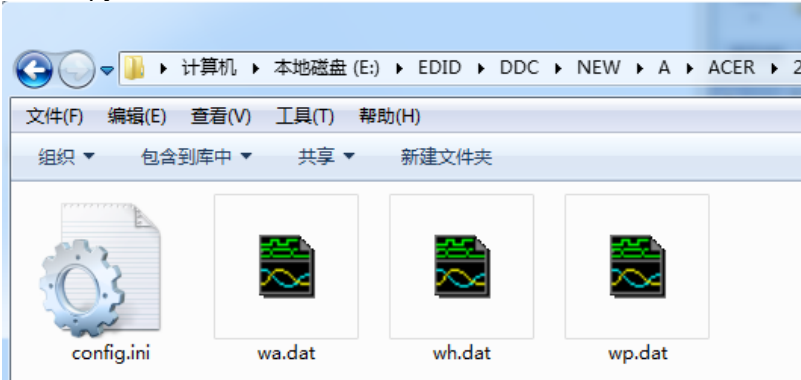 计算机 本地磁盘 (E:) EDID DDC NEW A ACER 2
文件(F) 编辑(E) 查看(V) 工具(T) 帮助(H)
组织 包含到库中 共享 新建文件夹
config.ini wa.dat wh.dat wp.dat